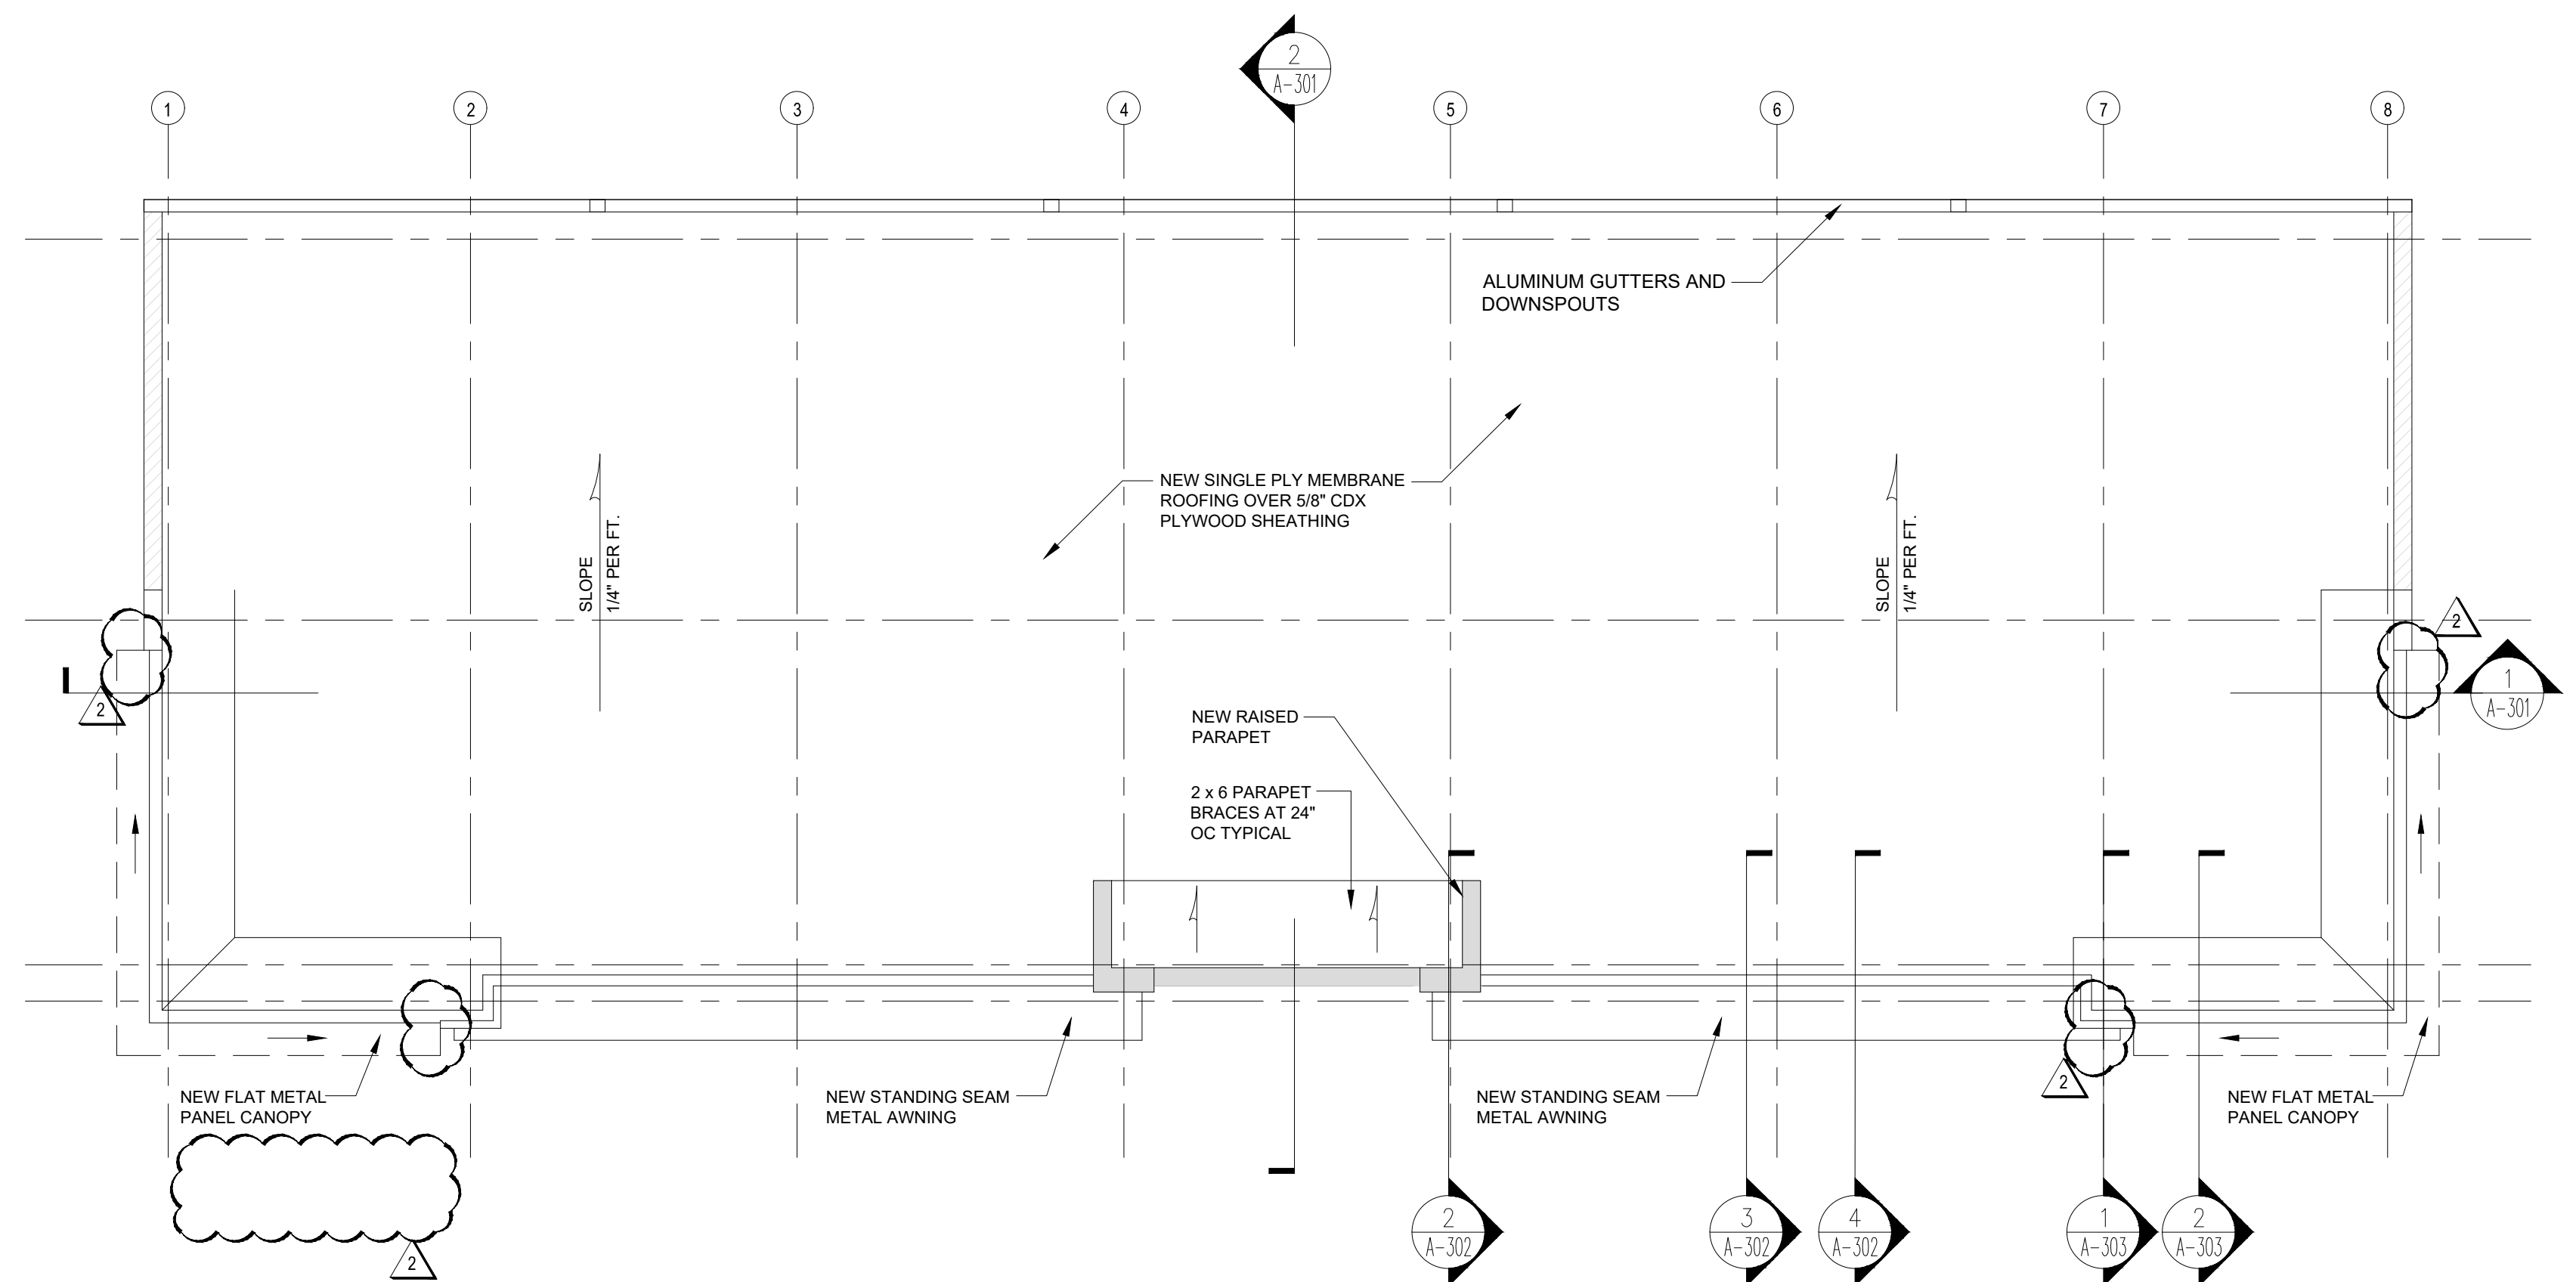 2
A-301
1
2
3
4
5
6
7
8
ALUMINUM GUTTERS AND
DOWNSPOUTS
NEW SINGLE PLY MEMBRANE
ROOFING OVER 5/8" CDX
PLYWOOD SHEATHING
SLOPE
1/4" PER FT.
SLOPE
1/4" PER FT.
2
2
1
A-301
NEW RAISED
PARAPET
2 x 6 PARAPET
BRACES AT 24"
OC TYPICAL
NEW FLAT METAL
PANEL CANOPY
NEW STANDING SEAM
METAL AWNING
NEW STANDING SEAM
METAL AWNING
2
NEW FLAT METAL
PANEL CANOPY
2
2
A-302
3
A-302
4
A-302
1
A-303
2
A-303